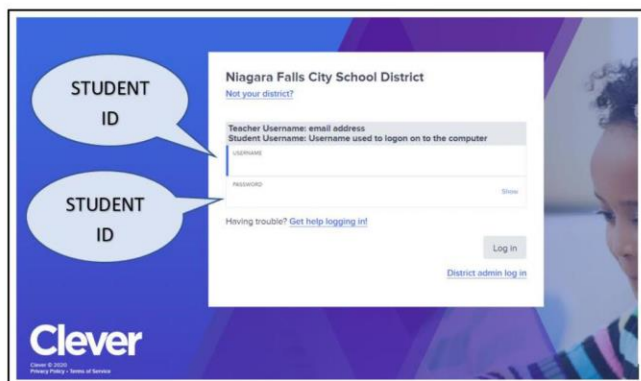 STUDENT
ID
STUDENT
ID
Niagara Falls City School District
Not your district?
Teacher Username: email address
Student Username: Username used to logon on to the computer
USERNAME
PASSWORD
Show
Having trouble? Get help logging in!
Log in
District admin log in
Clever
Clever © 2020
Privacy Policy - Terms of Service